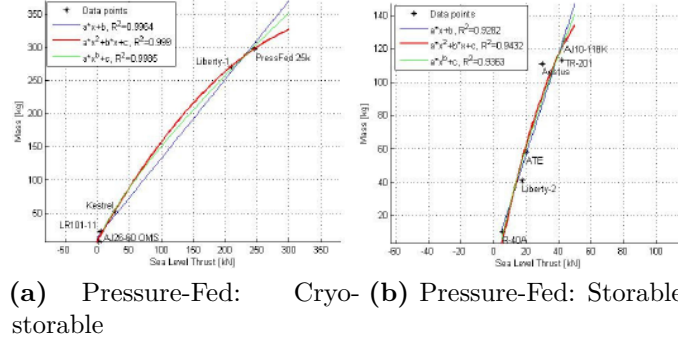 Data points
a*x+b, R²=0.9964
a*x²+b*x+c, R²=0.999
a*x^b+c, R²=0.9985
Liberty-1
PressFed 25k
Kestrel
LR101-11
AJ26-60 OMS
350
300
250
200
150
100
50
Mass [kg]
-50 0 50 100 150 200 250 300 350
Sea Level Thrust [kN]
Data points
a*x+b, R²=0.9282
a*x²+b*x+c, R²=0.9432
a*x^b+c, R²=0.9363
AJ10-118K
TR-201
Aestus
ATE
Liberty-2
R-40A
140
120
100
80
60
40
20
Mass [kg]
-60 -40 -20 0 20 40 60 80 100
Sea Level Thrust [kN]
(a) Pressure-Fed: Cryo-
storable
(b) Pressure-Fed: Storable